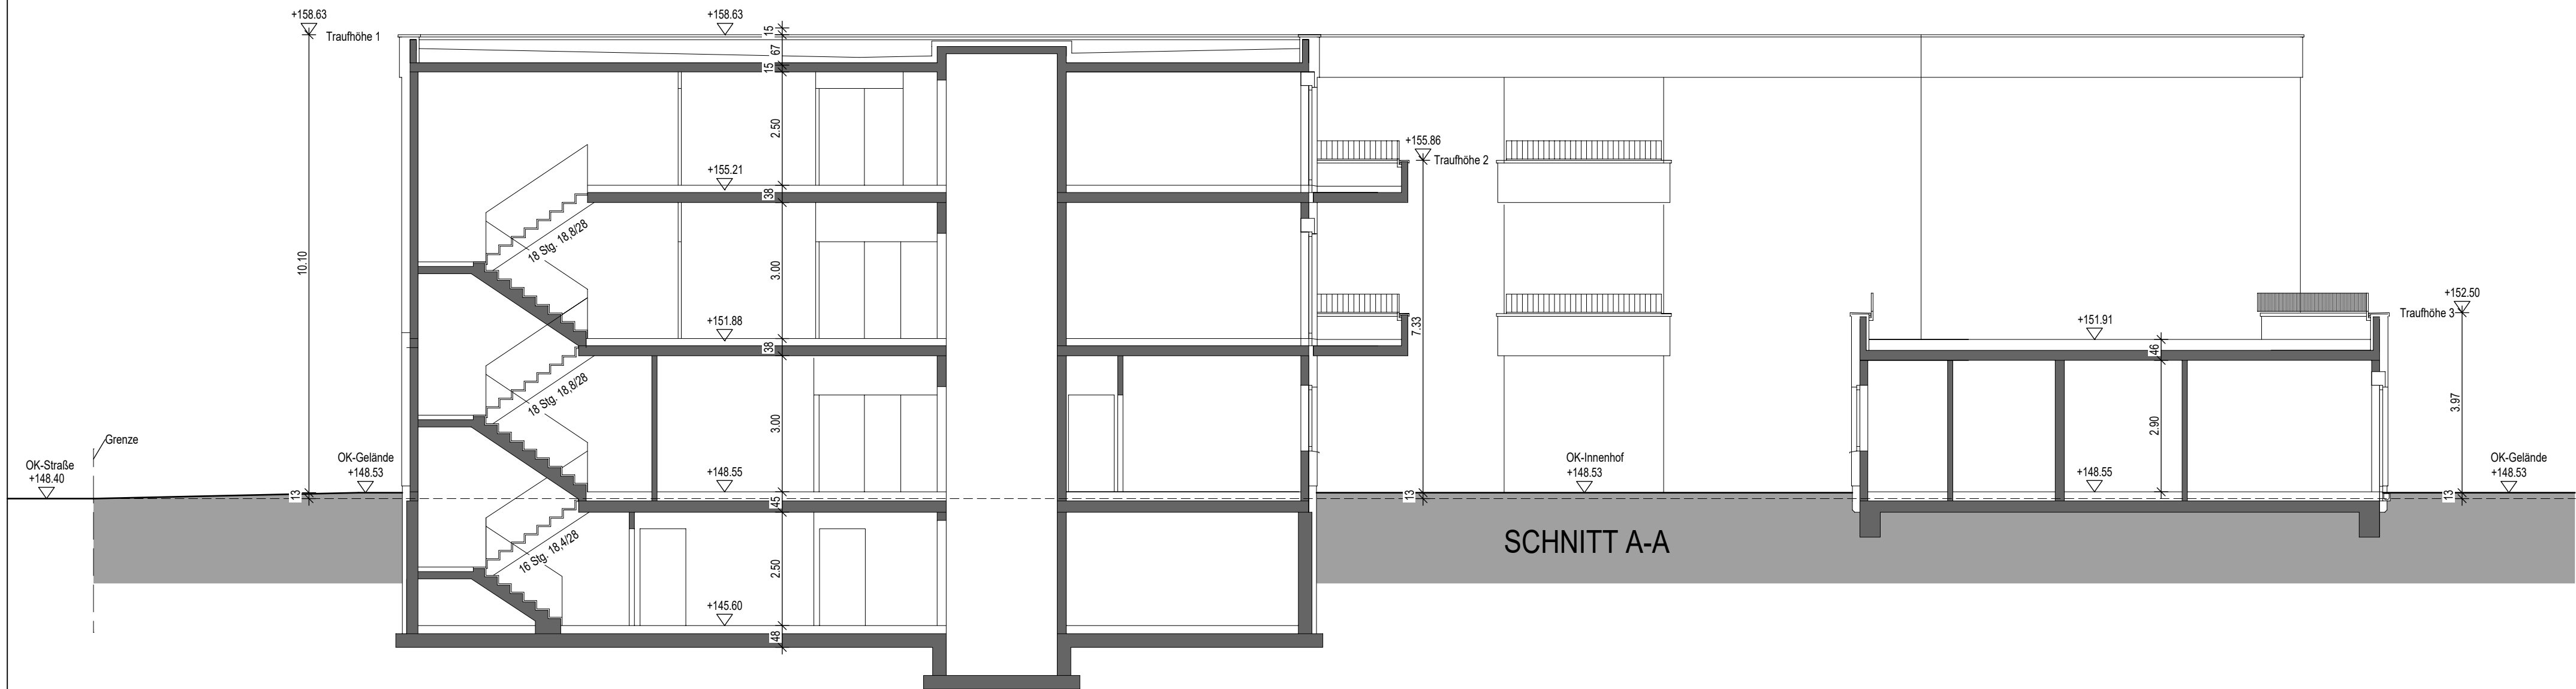 +158.63
Traufhöhe 1
+158.63
15
67
15
2.50
+155.86
Traufhöhe 2
+155.21
38
18 Stg. 18,8/28
10.10
3.00
+152.50
Traufhöhe 3
+151.88
7.33
+151.91
38
46
18 Stg. 18,8/28
3.97
3.00
2.90
Grenze
OK-Straße
+148.40
OK-Gelände
+148.53
+148.55
OK-Innenhof
+148.53
+148.55
OK-Gelände
+148.53
13
45
13
13
SCHNITT A-A
16 Stg. 18,4/28
2.50
+145.60
48